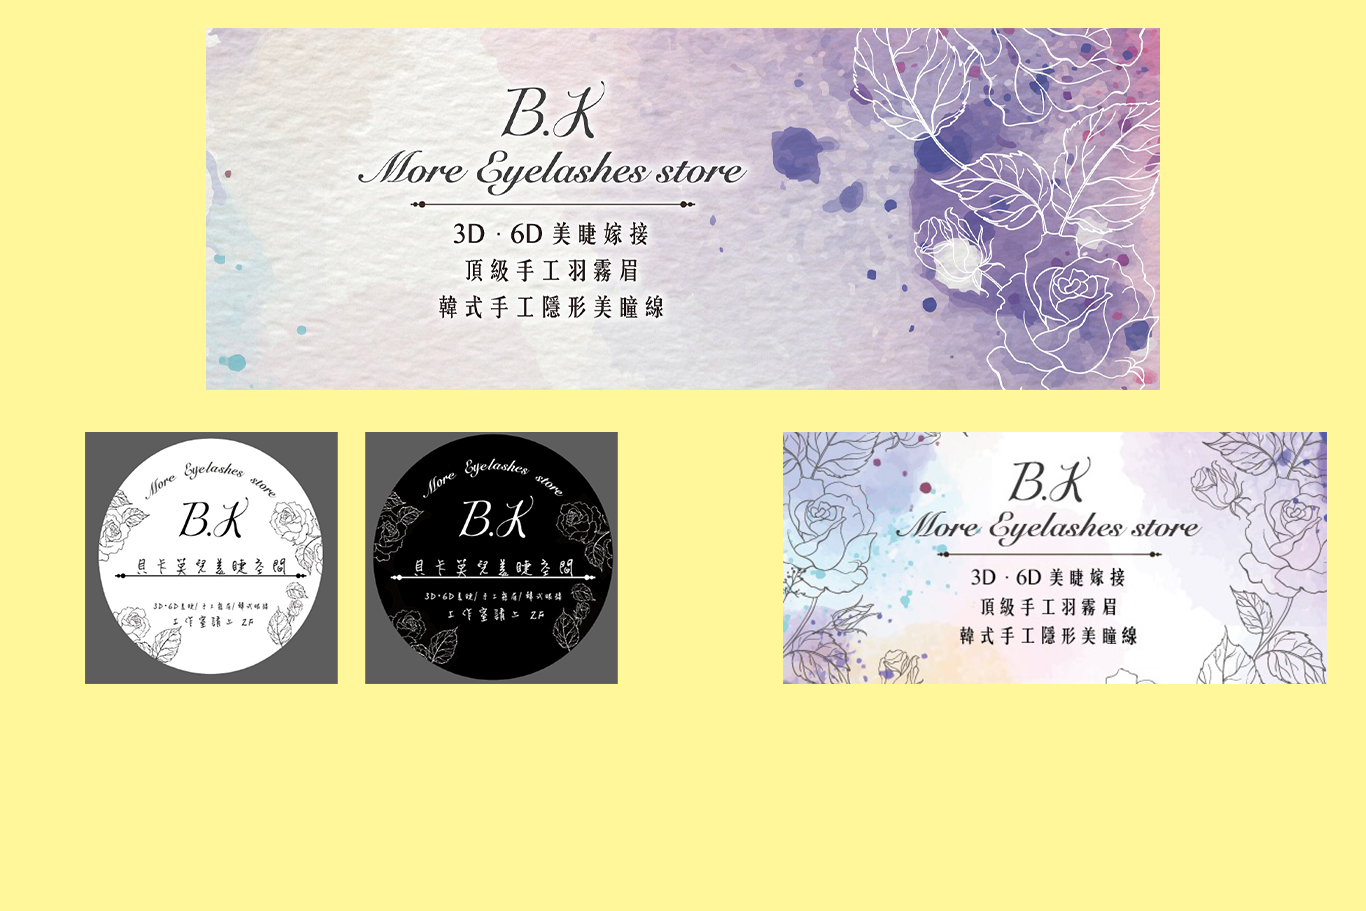 B.K
More Eyelashes store
3D · 6D 美睫嫁接
頂級手工羽霧眉
韓式手工隱形美瞳線
More Eyelashes store
B.K
貝卡莫兒美睫空間
3D·6D美睫/手工霧眉/韓式眼線
工作室請上 2F
More Eyelashes store
B.K
貝卡莫兒美睫空間
3D·6D美睫/手工霧眉/韓式眼線
工作室請上 2F
B.K
More Eyelashes store
3D · 6D 美睫嫁接
頂級手工羽霧眉
韓式手工隱形美瞳線